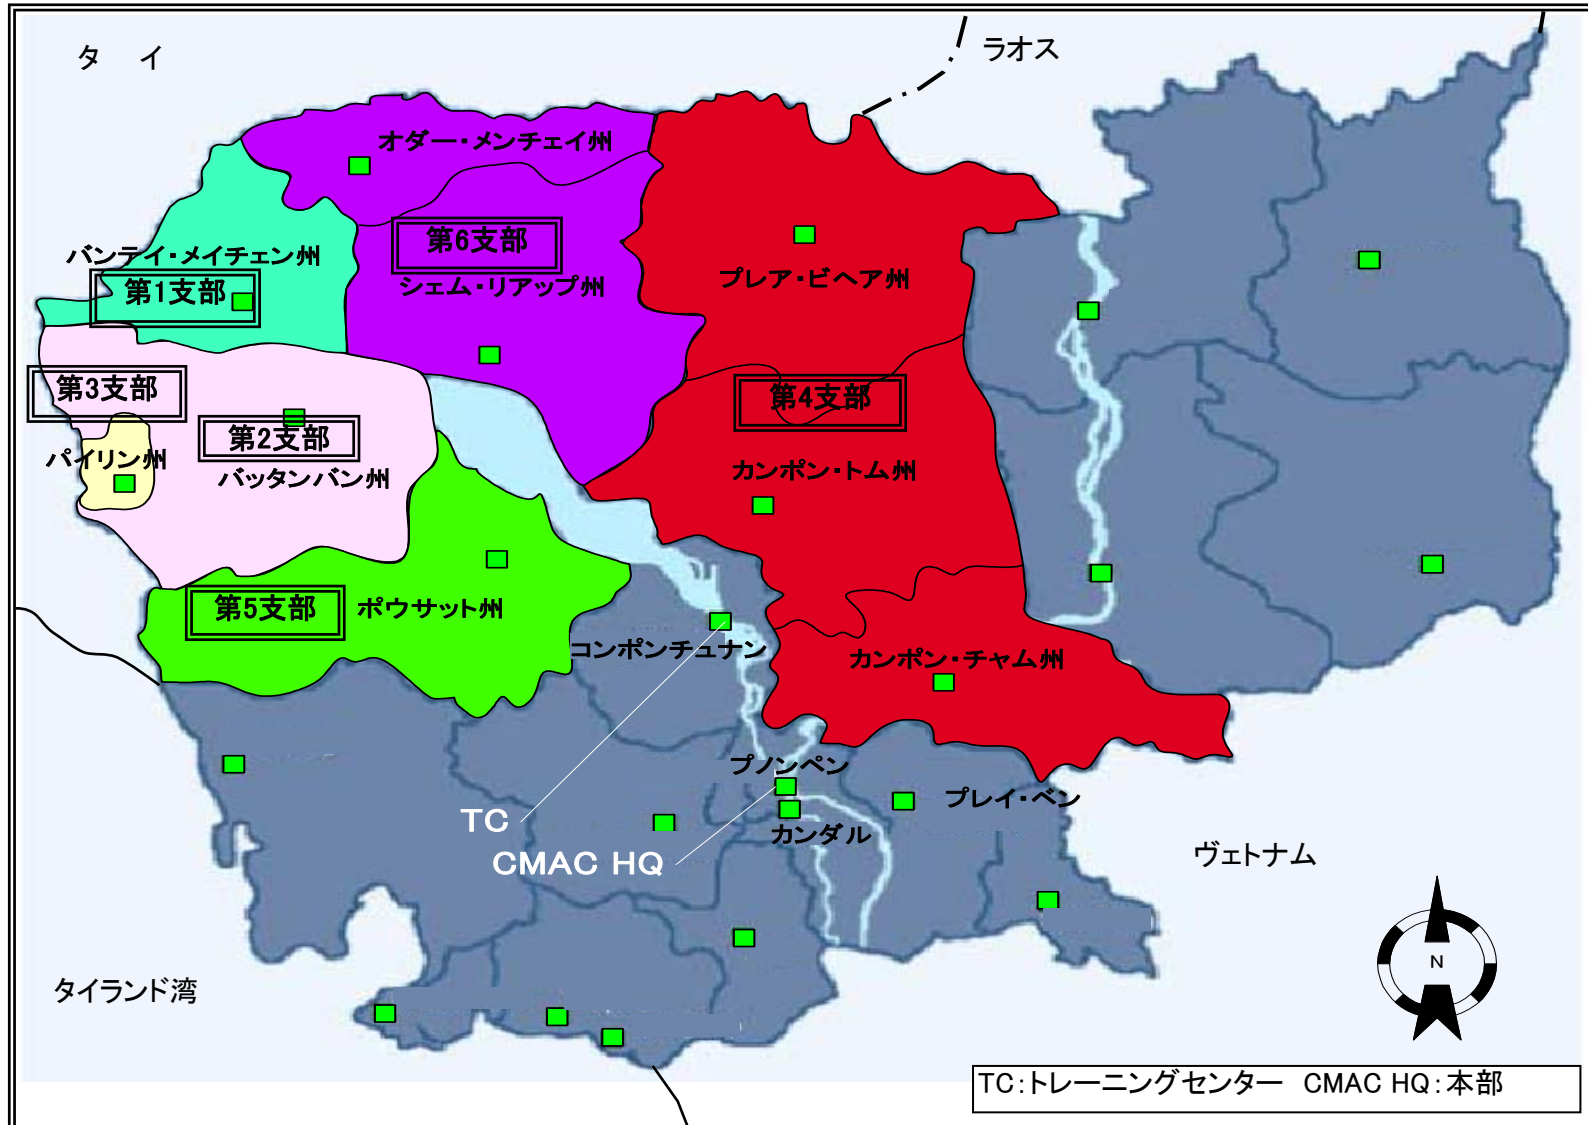 タ イ
ラオス
オダー・メンチェイ州
第6支部
バンテイ・メイチェン州
シェム・リアップ州
プレア・ビヘア州
第1支部
第3支部
第4支部
第2支部
パイリン州
バッタンバン州
カンポン・トム州
第5支部
ポウサット州
コンポンチュナン
カンポン・チャム州
プノンペン
プレイ・ベン
TC
カンダル
CMAC HQ
ヴェトナム
N
タイランド湾
TC:トレーニングセンター CMAC HQ:本部